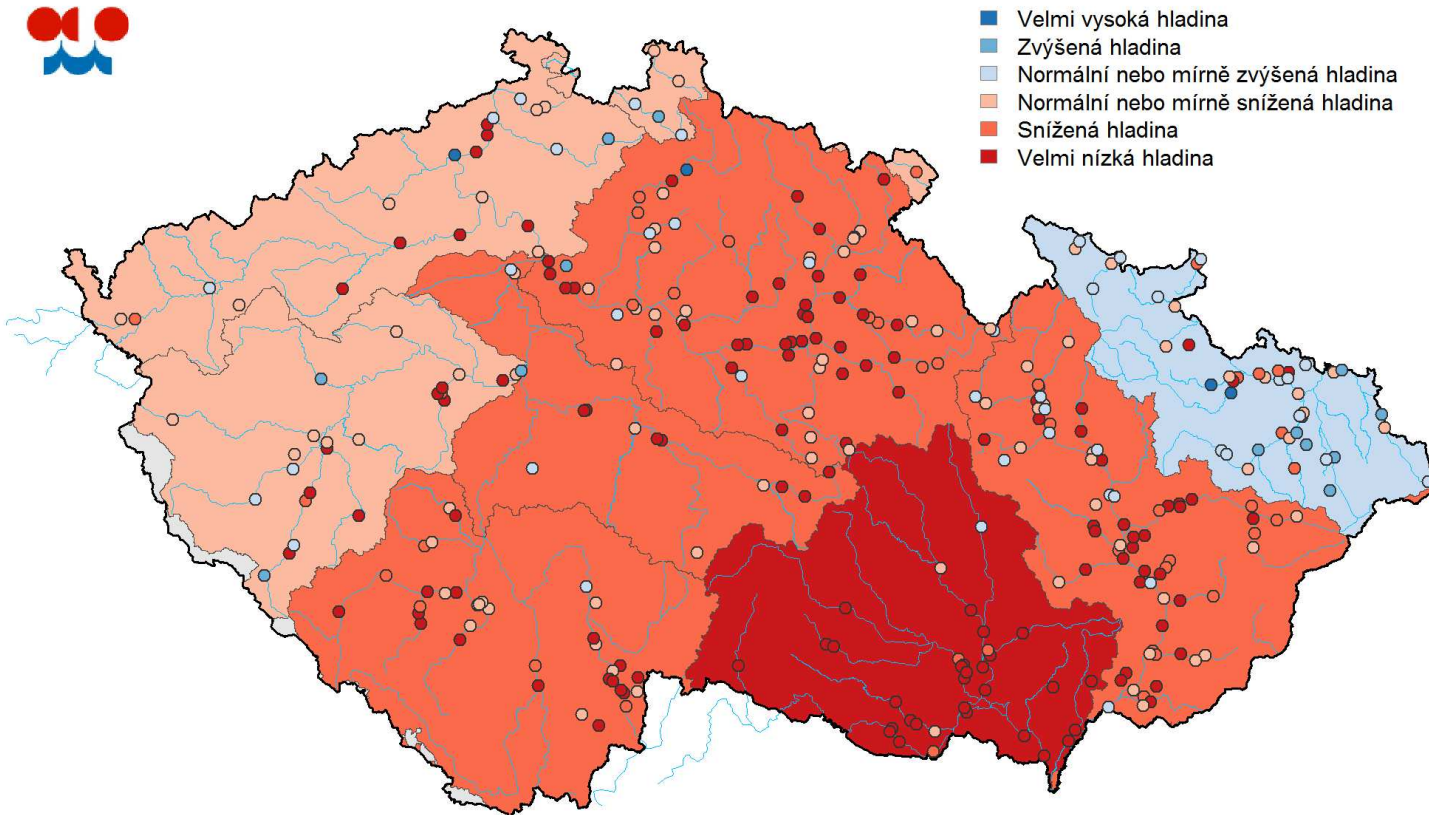 Velmi vysoká hladina
Zvýšená hladina
Normální nebo mírně zvýšená hladina
Normální nebo mírně snížená hladina
Snížená hladina
Velmi nízká hladina